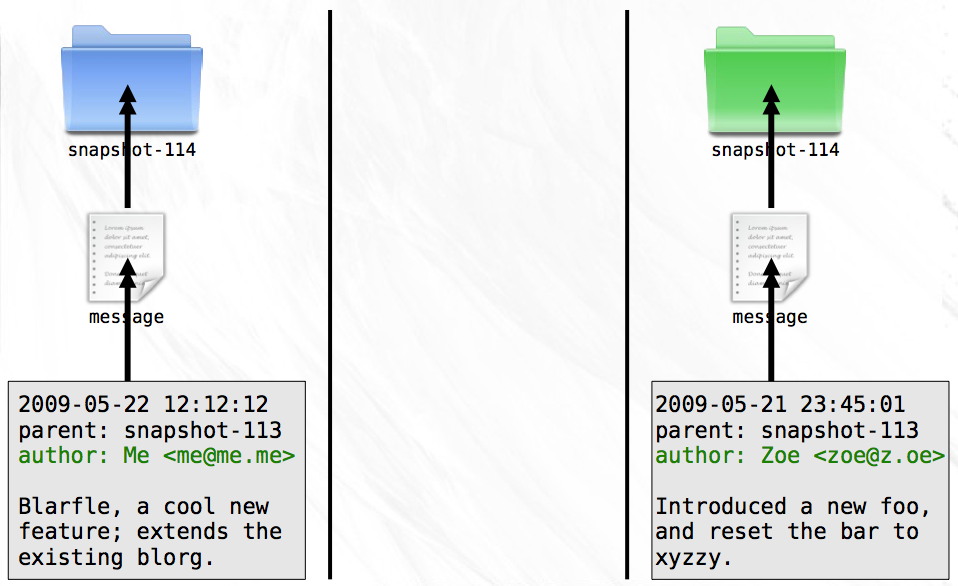 snapshot-114
message
2009-05-22 12:12:12
parent: snapshot-113
author: Me <me@me.me>
Blarfle, a cool new
feature; extends the
existing blorg.
snapshot-114
message
2009-05-21 23:45:01
parent: snapshot-113
author: Zoe <zoe@z.oe>
Introduced a new foo,
and reset the bar to
xyzzy.